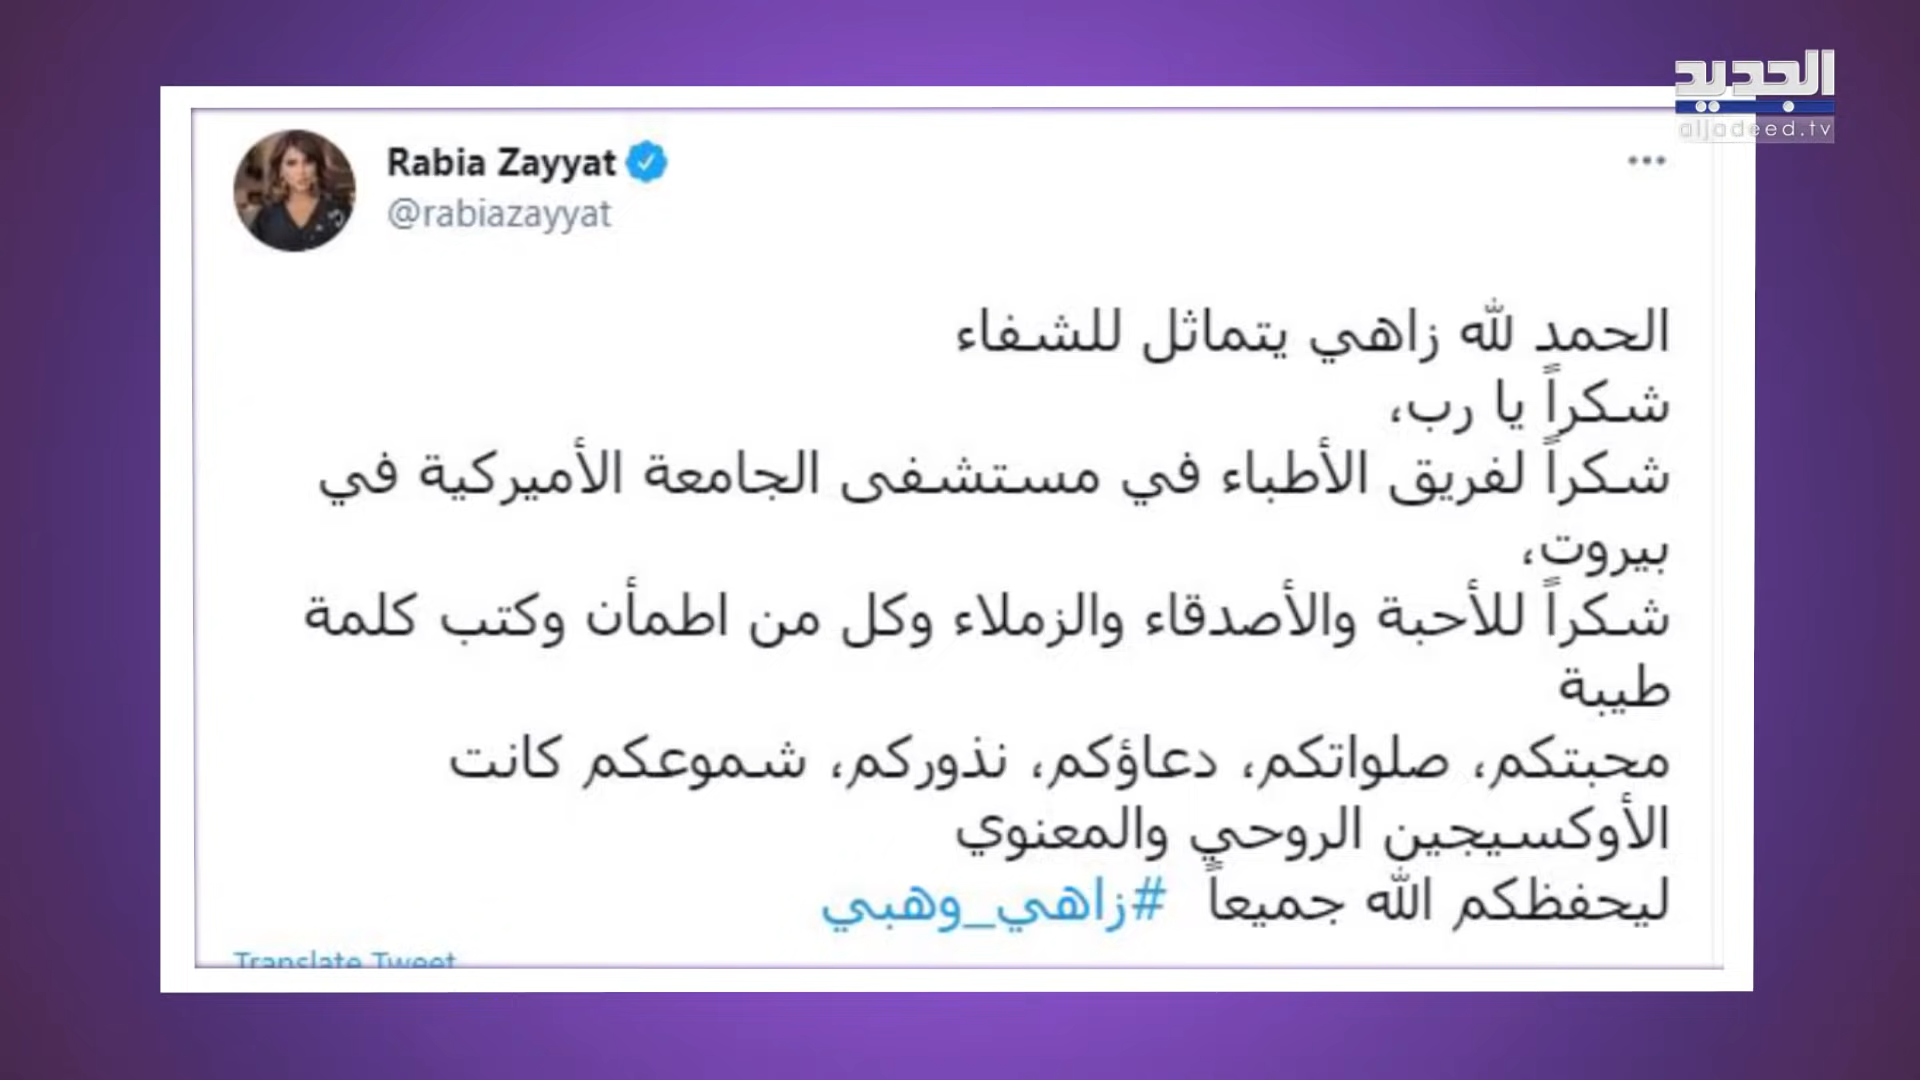 الجديد
aljadeed.tv
Rabia Zayyat
@rabiazayyat
الحمد لله زاهي يتماثل للشفاء
شكراً يا رب،
شكراً لفريق الأطباء في مستشفى الجامعة الأميركية في
بيروت،
شكراً للأحبة والأصدقاء والزملاء وكل من اطمأن وكتب كلمة
طيبة
محبتكم، صلواتكم، دعاؤكم، نذوركم، شموعكم كانت
الأوكسيجين الروحي والمعنوي
ليحفظكم الله جميعاً #زاهي_وهبي
Translate Tweet